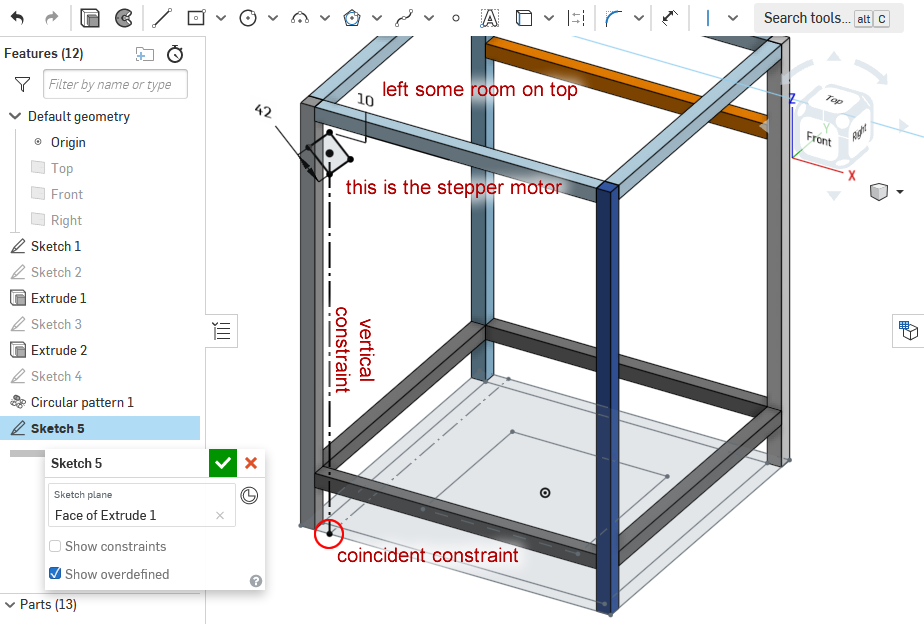 Search tools... alt C
Features (12)
Filter by name or type
Default geometry
Origin
Top
Front
Right
Sketch 1
Sketch 2
Extrude 1
Sketch 3
Extrude 2
Sketch 4
Circular pattern 1
Sketch 5
Sketch 5
Sketch plane
Face of Extrude 1
Show constraints
Show overdefined
Parts (13)
42
10
left some room on top
this is the stepper motor
vertical
constraint
coincident constraint
Z
Top
Y
Front
Right
X